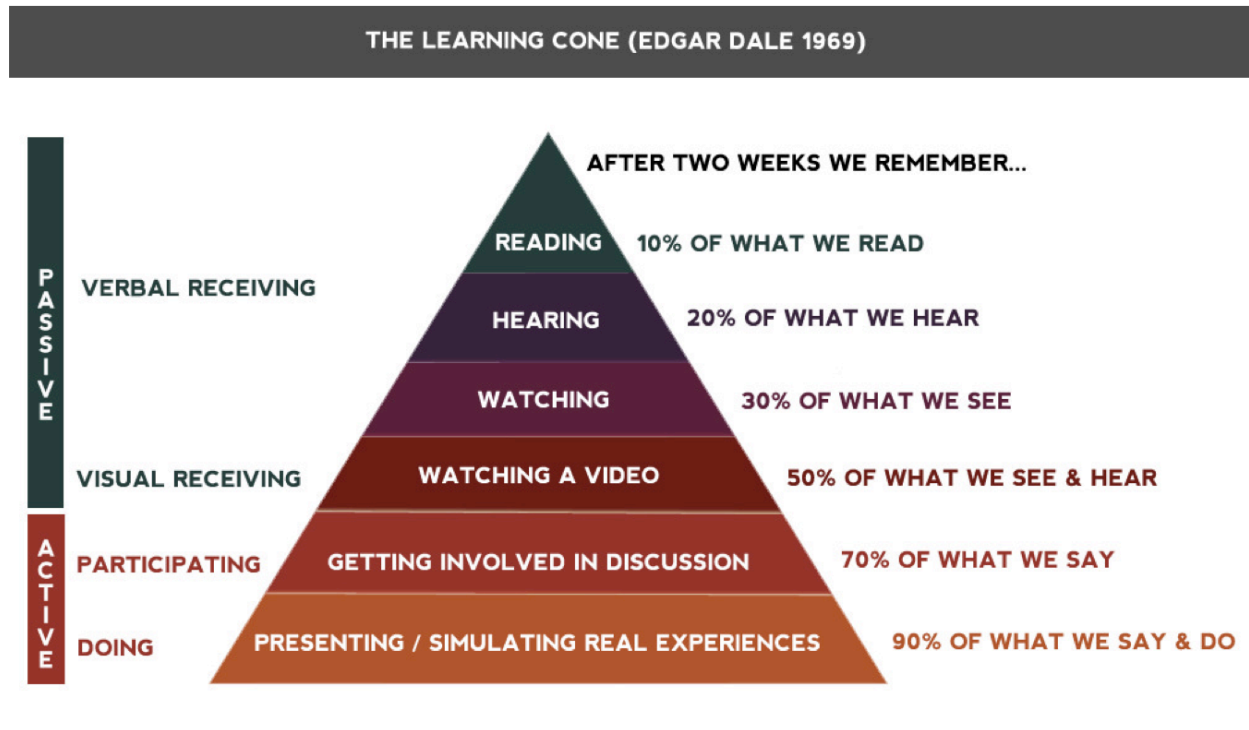 THE LEARNING CONE (EDGAR DALE 1969)
AFTER TWO WEEKS WE REMEMBER...
PASSIVE
VERBAL RECEIVING
READING
10% OF WHAT WE READ
HEARING
20% OF WHAT WE HEAR
WATCHING
30% OF WHAT WE SEE
VISUAL RECEIVING
WATCHING A VIDEO
50% OF WHAT WE SEE & HEAR
ACTIVE
PARTICIPATING
GETTING INVOLVED IN DISCUSSION
70% OF WHAT WE SAY
DOING
PRESENTING / SIMULATING REAL EXPERIENCES
90% OF WHAT WE SAY & DO